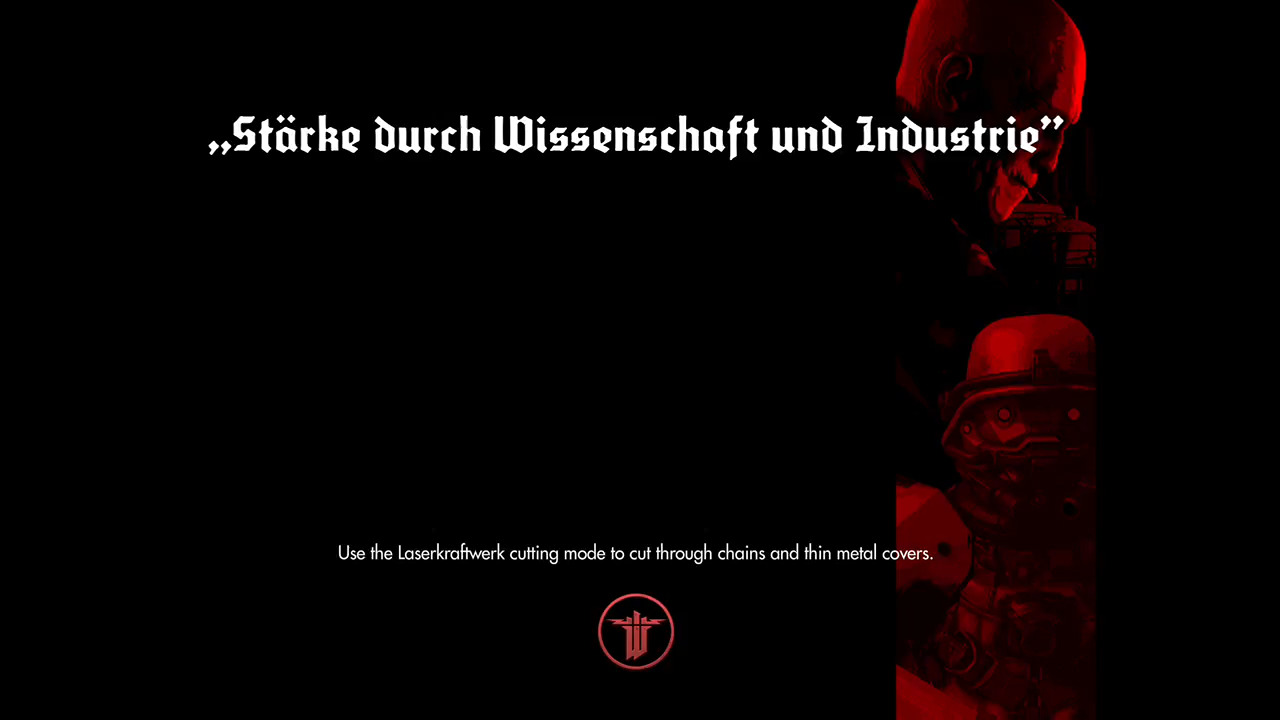 „Stärke durch Wissenschaft und Industrie”
Use the Laserkraftwerk cutting mode to cut through chains and thin metal covers.